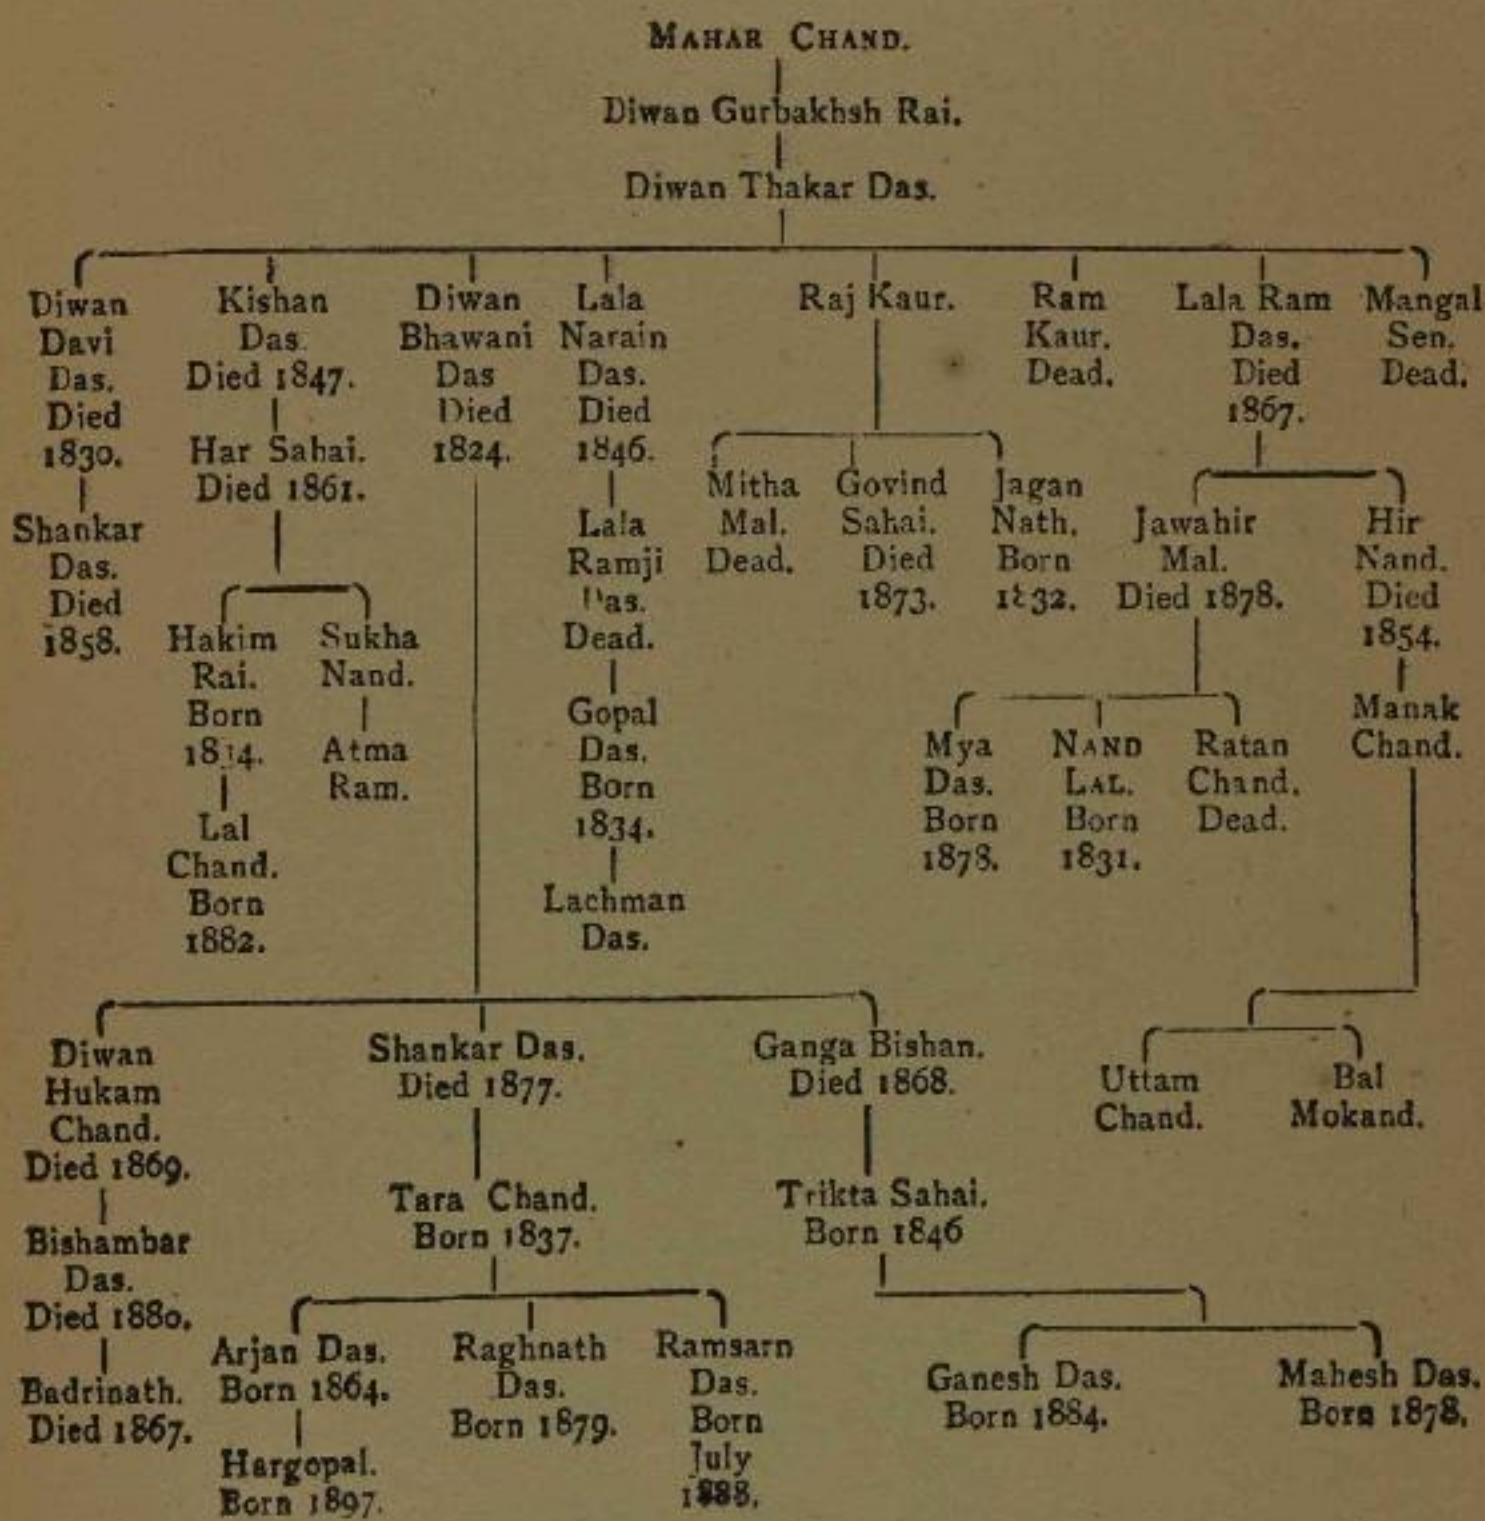 MAHAR CHAND.
Diwan Gurbakhsh Rai.
Diwan Thakar Das.
Diwan
Davi
Das.
Died
1830.
Shankar
Das.
Died
1858.
Kishan
Das.
Died 1847.
Har Sahai.
Died 1861.
Hakim
Rai.
Born
Lal
Chand.
Born
1882.
Sukha
Nand.
Atma
Ram.
Diwan
Bhawani
Das
Died
1824.
Lala
Narain
Das.
Died
1846.
Lala
Ramji
Das.
Dead.
Gopal
Das.
Born
1834.
Lachman
Das.
Raj Kaur.
Mitha
Mal.
Dead.
Govind
Sahai.
Died
1873.
Jagan
Nath.
Born
1832.
Ram
Kaur.
Dead.
Lala Ram
Das.
Died
1867.
Jawahir
Mal.
Died 1878.
Mya
Das.
Born
1878.
NAND
LAL.
Born
1831.
Ratan
Chand.
Dead.
Hir
Nand.
Died
1854.
Manak
Chand.
Mangal
Sen.
Dead.
Diwan
Hukam
Chand.
Died 1869.
Bishambar
Das.
Died 1880.
Badrinath.
Died 1867.
Shankar Das.
Died 1877.
Tara Chand.
Born 1837.
Arjan Das.
Born 1864.
Hargopal.
Born 1897.
Raghnath
Das.
Born 1879.
Ramsarn
Das.
Born
July
1888.
Ganga Bishan.
Died 1868.
Trikta Sahai.
Born 1846
Ganesh Das.
Born 1884.
Mahesh Das.
Born 1878.
Uttam
Chand.
Bal
Mokand.